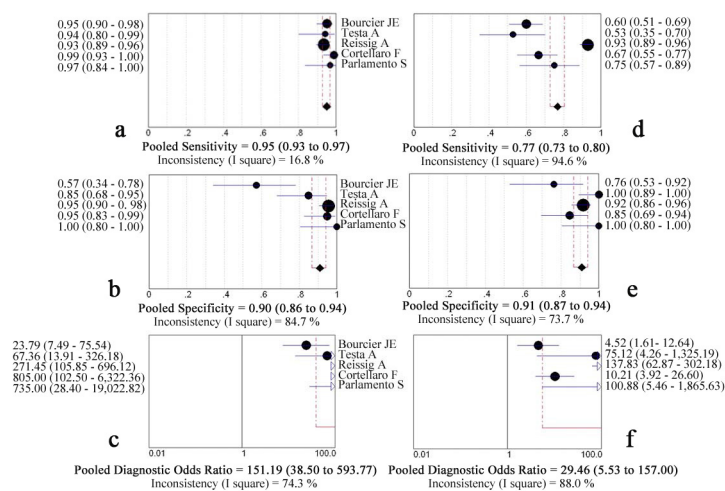 0.95 (0.90 - 0.98) Bourcier JE
0.94 (0.80 - 0.99) Testa A
0.93 (0.89 - 0.96) Reissig A
0.99 (0.93 - 1.00) Cortellaro F
0.97 (0.84 - 1.00) Parlamento S
a
0 .2 .4 .6 .8 1
Pooled Sensitivity = 0.95 (0.93 to 0.97)
Inconsistency (I square) = 16.8 %
0.60 (0.51 - 0.69)
0.53 (0.35 - 0.70)
0.93 (0.89 - 0.96)
0.67 (0.55 - 0.77)
0.75 (0.57 - 0.89)
d
0 .2 .4 .6 .8 1
Pooled Sensitivity = 0.77 (0.73 to 0.80)
Inconsistency (I square) = 94.6 %
0.57 (0.34 - 0.78) Bourcier JE
0.85 (0.68 - 0.95) Testa A
0.95 (0.90 - 0.98) Reissig A
0.95 (0.83 - 0.99) Cortellaro F
1.00 (0.80 - 1.00) Parlamento S
b
0 .2 .4 .6 .8 1
Pooled Specificity = 0.90 (0.86 to 0.94)
Inconsistency (I square) = 84.7 %
0.76 (0.53 - 0.92)
1.00 (0.89 - 1.00)
0.92 (0.86 - 0.96)
0.85 (0.69 - 0.94)
1.00 (0.80 - 1.00)
e
0 .2 .4 .6 .8 1
Pooled Specificity = 0.91 (0.87 to 0.94)
Inconsistency (I square) = 73.7 %
23.79 (7.49 - 75.54) Bourcier JE
67.36 (13.91 - 326.18) Testa A
271.45 (105.85 - 696.12) Reissig A
805.00 (102.50 - 6,322.36) Cortellaro F
735.00 (28.40 - 19,022.82) Parlamento S
c
0.01 1 100.0
Pooled Diagnostic Odds Ratio = 151.19 (38.50 to 593.77)
Inconsistency (I square) = 74.3 %
4.52 (1.61- 12.64)
75.12 (4.26 - 1,325.19)
137.83 (62.87 - 302.18)
10.21 (3.92 - 26.60)
100.88 (5.46 - 1,865.63)
f
0.01 1 100.0
Pooled Diagnostic Odds Ratio = 29.46 (5.53 to 157.00)
Inconsistency (I square) = 88.0 %